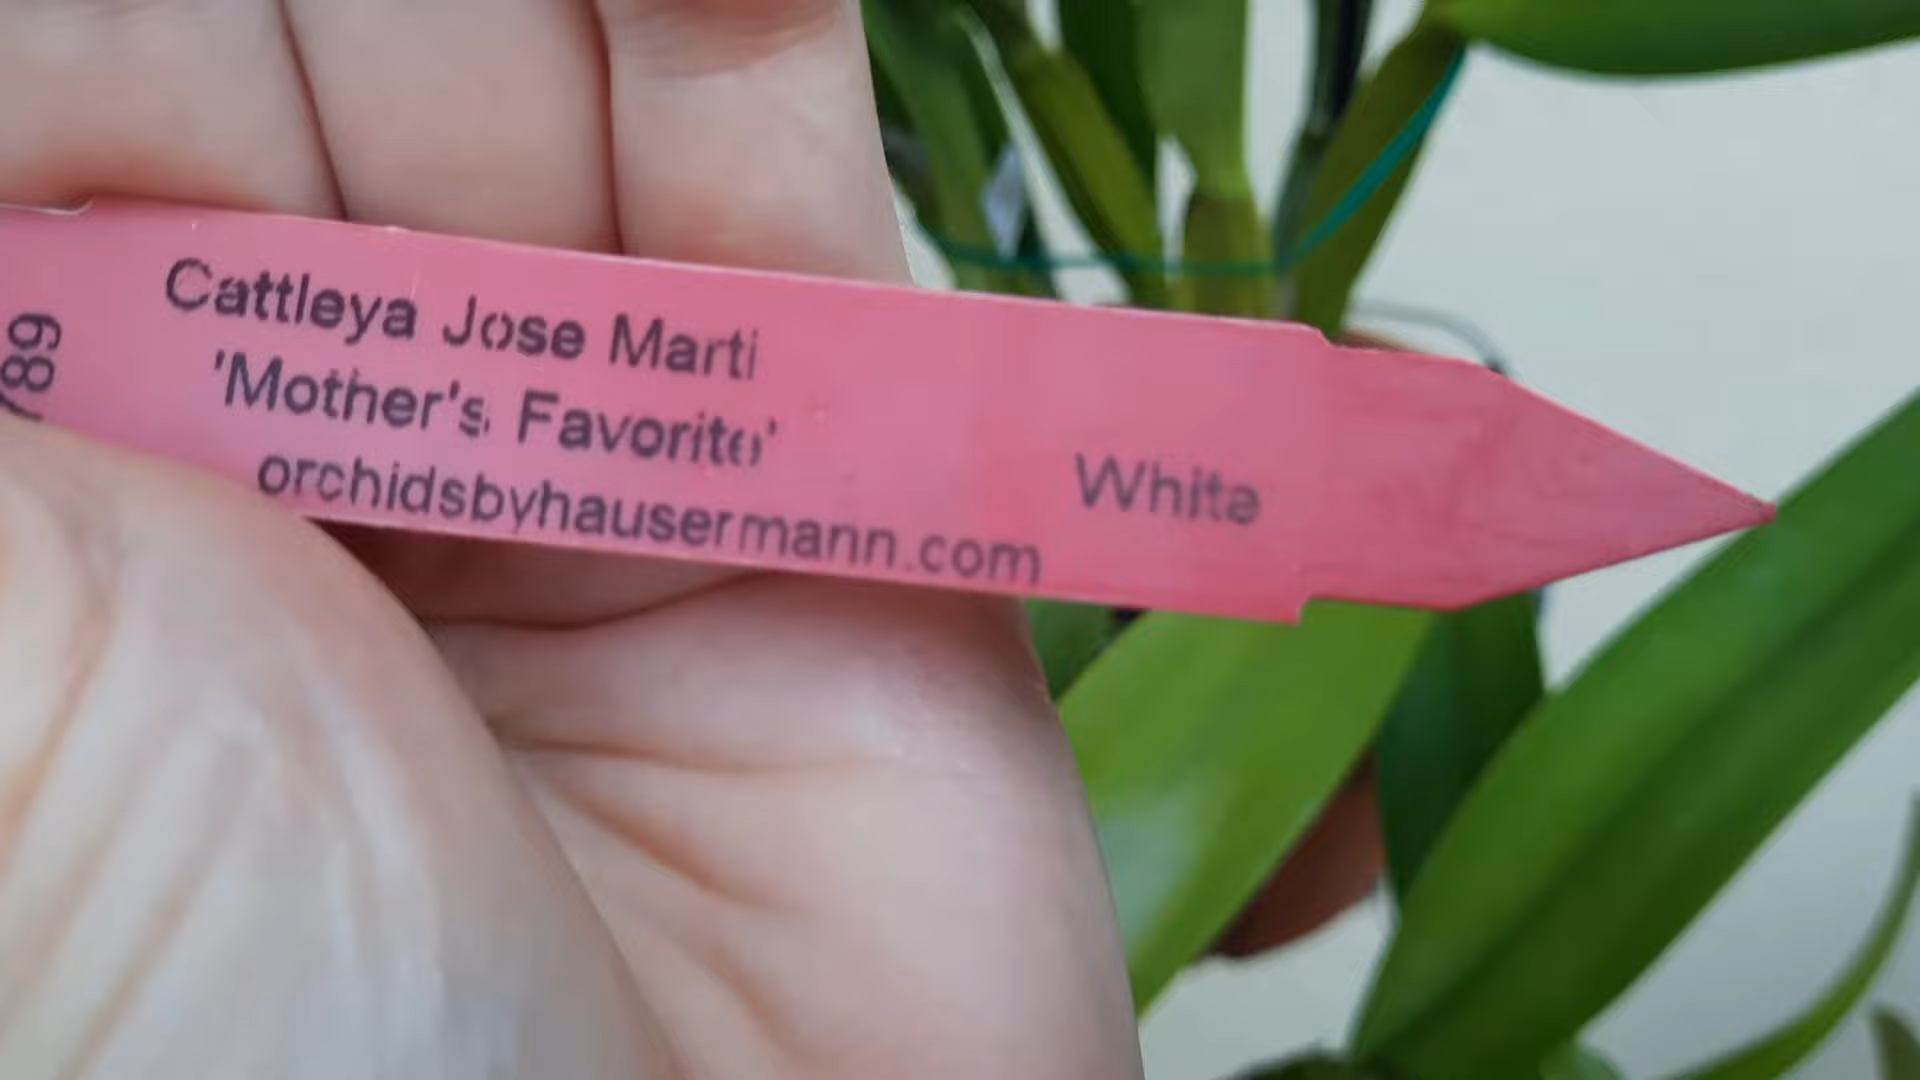 Cattleya Jose Marti
'Mother's Favorite'
orchidsbyhausermann.com
White